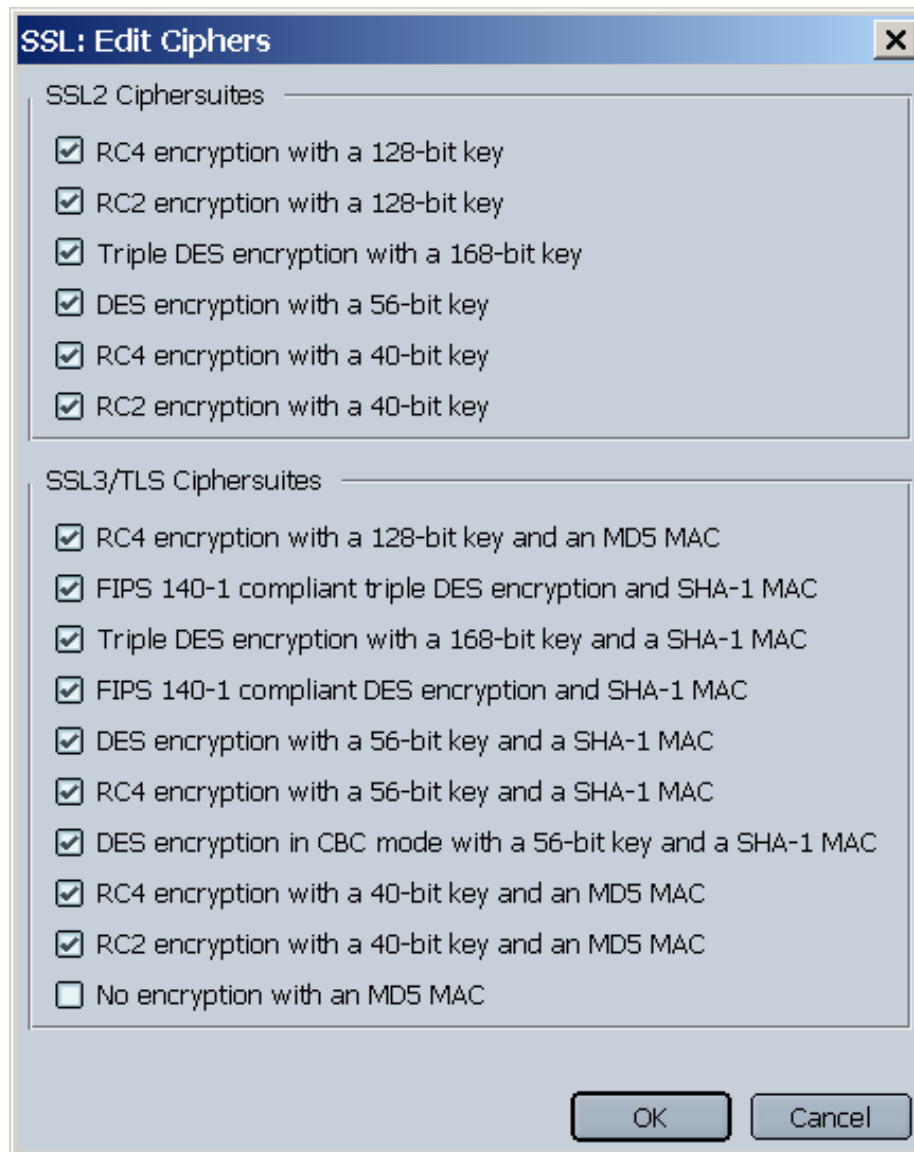 SSL: Edit Ciphers
SSL2 Ciphersuites
RC4 encryption with a 128-bit key
RC2 encryption with a 128-bit key
Triple DES encryption with a 168-bit key
DES encryption with a 56-bit key
RC4 encryption with a 40-bit key
RC2 encryption with a 40-bit key
SSL3/TLS Ciphersuites
RC4 encryption with a 128-bit key and an MD5 MAC
FIPS 140-1 compliant triple DES encryption and SHA-1 MAC
Triple DES encryption with a 168-bit key and a SHA-1 MAC
FIPS 140-1 compliant DES encryption and SHA-1 MAC
DES encryption with a 56-bit key and a SHA-1 MAC
RC4 encryption with a 56-bit key and a SHA-1 MAC
DES encryption in CBC mode with a 56-bit key and a SHA-1 MAC
RC4 encryption with a 40-bit key and an MD5 MAC
RC2 encryption with a 40-bit key and an MD5 MAC
No encryption with an MD5 MAC
OK Cancel